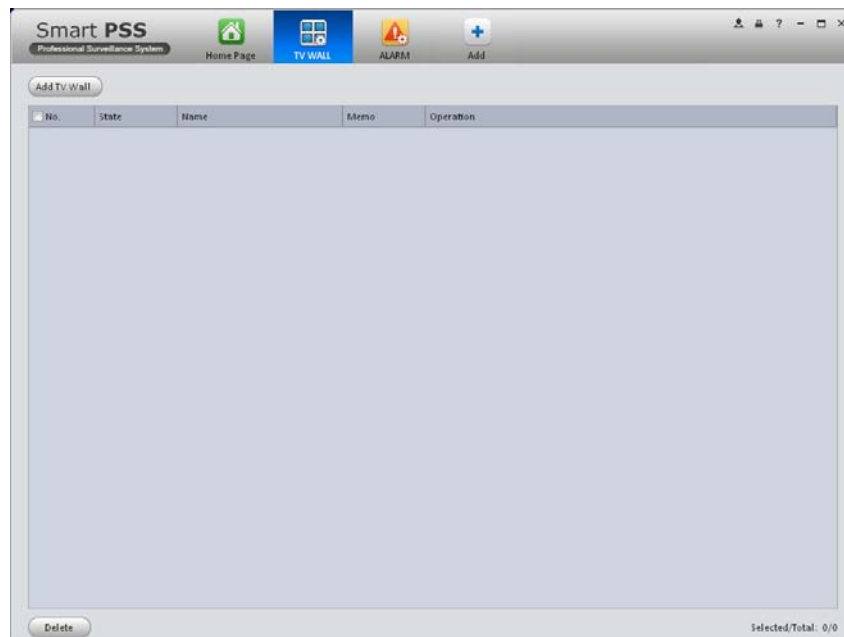 Smart PSS
Professional Surveillance System
Home Page
TV WALL
ALARM
Add
? - ×
Add TV Wall
No. State Name Memo Operation
Delete
Selected/Total: 0/0